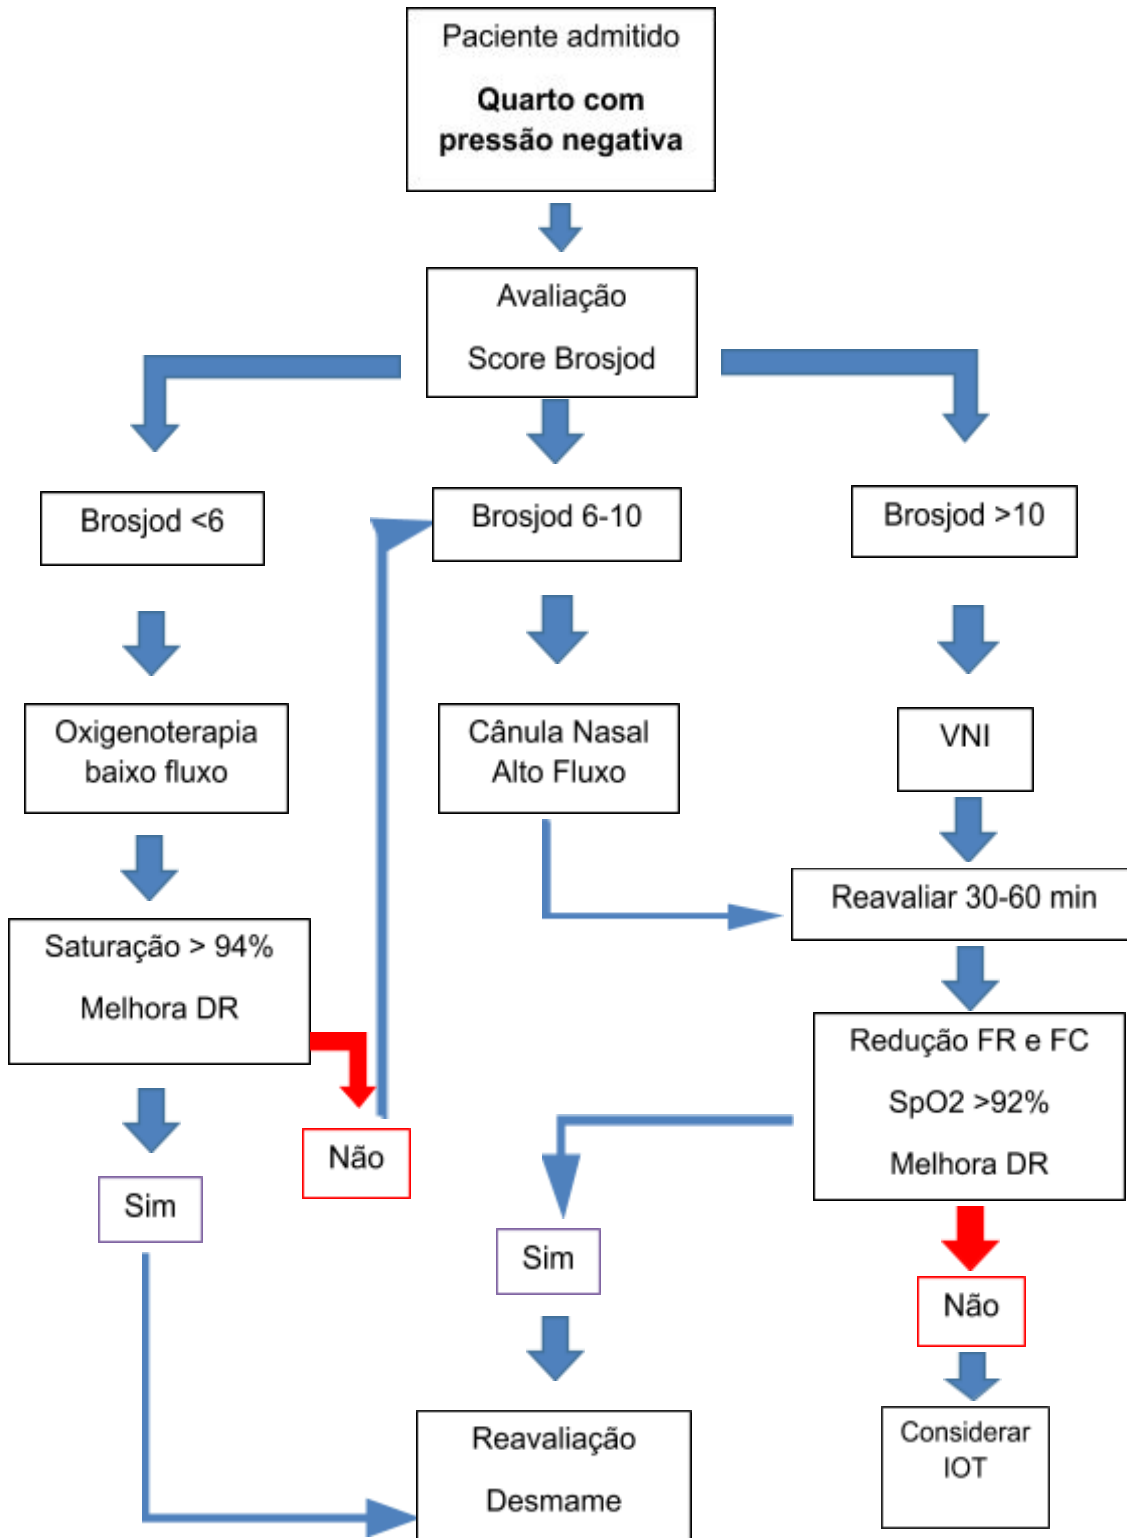 Paciente admitido
Quarto com
pressão negativa
Avaliação
Score Brosjod
Brosjod <6
Brosjod 6-10
Brosjod >10
Oxigenoterapia
baixo fluxo
Cânula Nasal
Alto Fluxo
VNI
Reavaliar 30-60 min
Saturação > 94%
Melhora DR
Redução FR e FC
SpO2 >92%
Melhora DR
Não
Sim
Sim
Não
Reavaliação
Desmame
Considerar
IOT